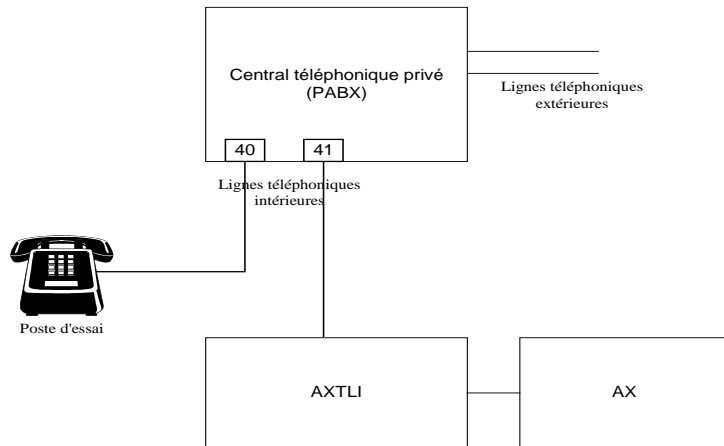 Central téléphonique privé
(PABX)
Lignes téléphoniques
extérieures
40
41
Lignes téléphoniques
intérieures
Poste d'essai
AXTLI
AX